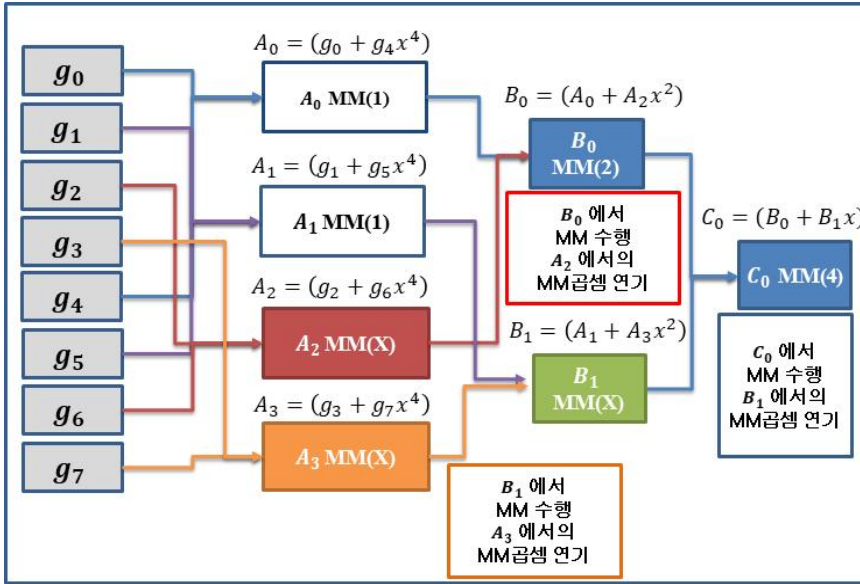 g₀
g₁
g₂
g₃
g₄
g₅
g₆
g₇
A₀ = (g₀ + g₄x⁴)
A₀ MM(1)
A₁ = (g₁ + g₅x⁴)
A₁ MM(1)
A₂ = (g₂ + g₆x⁴)
A₂ MM(X)
A₃ = (g₃ + g₇x⁴)
A₃ MM(X)
B₀ = (A₀ + A₂x²)
B₀
MM(2)
B₀ 에서
MM 수행
A₂ 에서의
MM곱셈 연기
B₁ = (A₁ + A₃x²)
B₁
MM(X)
B₁ 에서
MM 수행
A₃ 에서의
MM곱셈 연기
C₀ = (B₀ + B₁x)
C₀ MM(4)
C₀ 에서
MM 수행
B₁ 에서의
MM곱셈 연기